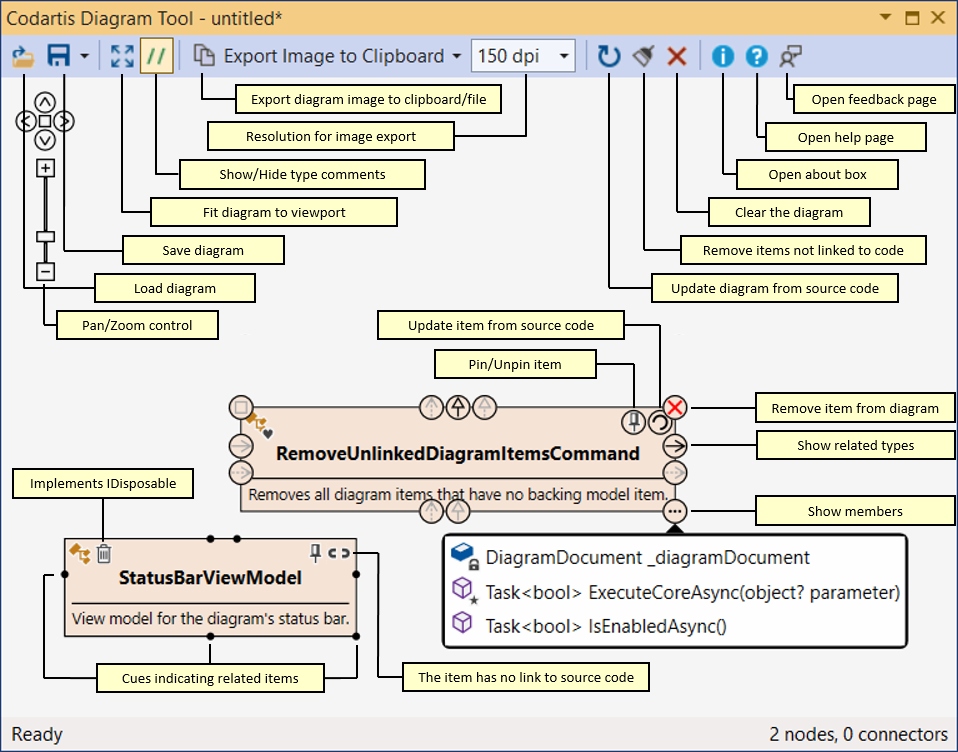 Codartis Diagram Tool - untitled*
Export Image to Clipboard
150 dpi
Export diagram image to clipboard/file
Open feedback page
Resolution for image export
Open help page
Show/Hide type comments
Open about box
Fit diagram to viewport
Clear the diagram
Save diagram
Remove items not linked to code
Load diagram
Update diagram from source code
Pan/Zoom control
Update item from source code
Pin/Unpin item
Remove item from diagram
Show related types
RemoveUnlinkedDiagramItemsCommand
Removes all diagram items that have no backing model item.
Implements IDisposable
Show members
StatusBarViewModel
View model for the diagram's status bar.
DiagramDocument _diagramDocument
Task<bool> ExecuteCoreAsync(object? parameter)
Task<bool> IsEnabledAsync()
Cues indicating related items
The item has no link to source code
Ready
2 nodes, 0 connectors